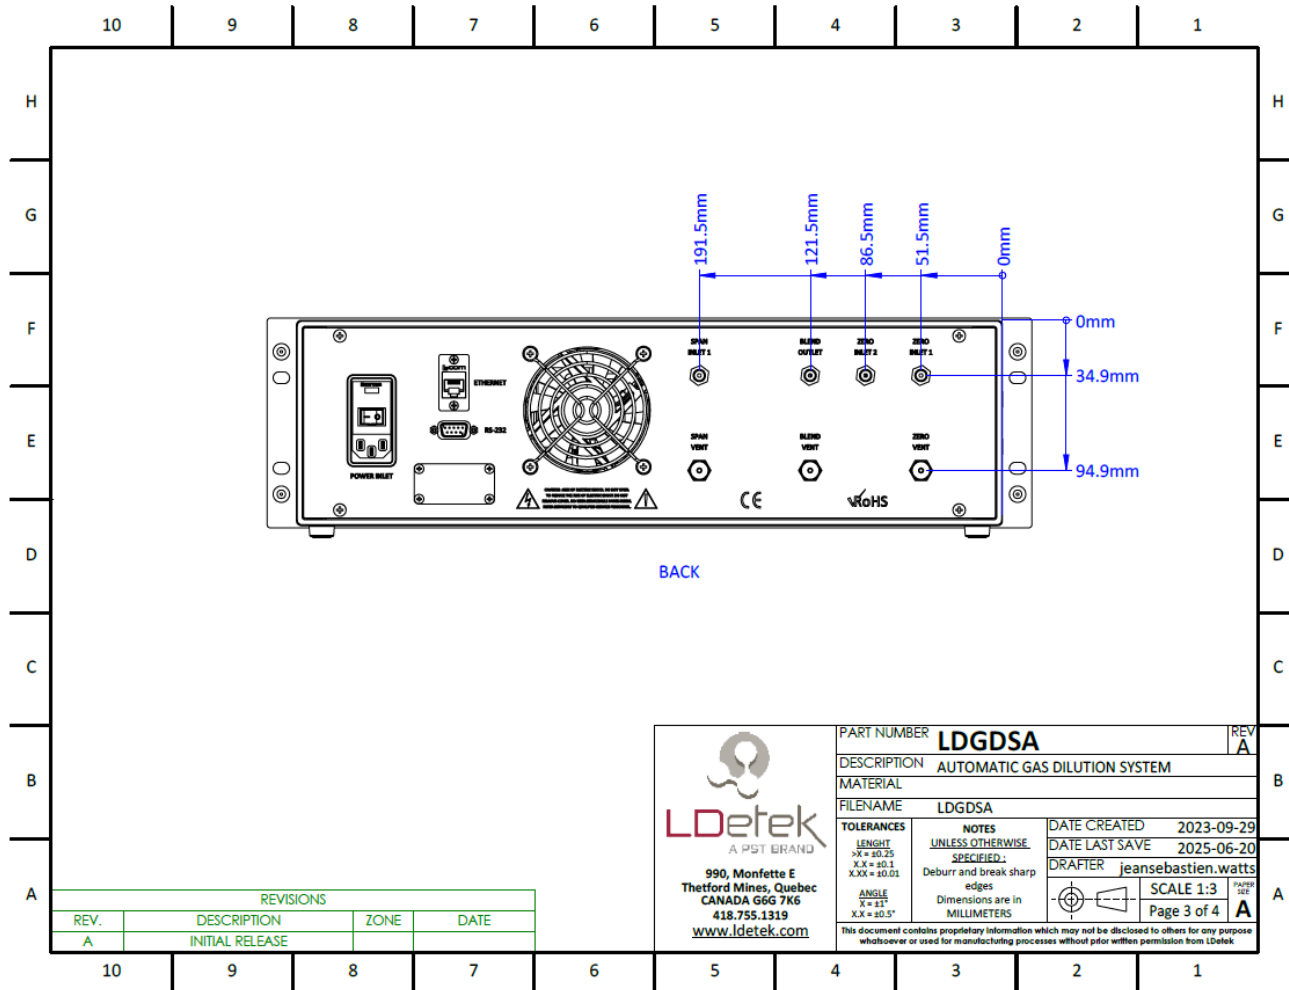 10 9 8 7 6 5 4 3 2 1
H H
G G
F F
E E
D D
C C
B B
A A
191.5mm
121.5mm
86.5mm
51.5mm
0mm
0mm
34.9mm
94.9mm
SPAN
INLET 1
BLEND
OUTLET
ZERO
INLET 2
ZERO
INLET 1
ETHERNET
RS-232
POWER INLET
SPAN
VENT
BLEND
VENT
ZERO
VENT
CE
RoHS
BACK
LDetek
A PST BRAND
990, Monfette E
Thetford Mines, Quebec
CANADA G6G 7K6
418.755.1319
www.ldetek.com
PART NUMBER LDGDSA
REV
A
DESCRIPTION AUTOMATIC GAS DILUTION SYSTEM
MATERIAL
FILENAME LDGDSA
TOLERANCES
LENGHT
>X = ±0.25
X.X = ±0.1
X.XX = ±0.01
ANGLE
X = ±1°
X.X = ±0.5°
NOTES
UNLESS OTHERWISE
SPECIFIED :
Deburr and break sharp
edges
Dimensions are in
MILLIMETERS
DATE CREATED 2023-09-29
DATE LAST SAVE 2025-06-20
DRAFTER jeansebastien.watts
SCALE 1:3
PAPER
SIZE
A
Page 3 of 4
This document contains proprietary information which may not be disclosed to others for any purpose
whatsoever or used for manufacturing processes without prior written permission from LDetek
REVISIONS
REV. DESCRIPTION ZONE DATE
A INITIAL RELEASE
10 9 8 7 6 5 4 3 2 1